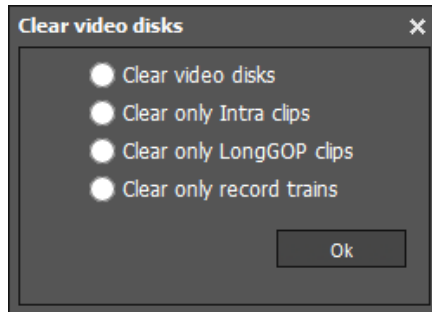 Clear video disks
Clear video disks
Clear only Intra clips
Clear only LongGOP clips
Clear only record trains
Ok